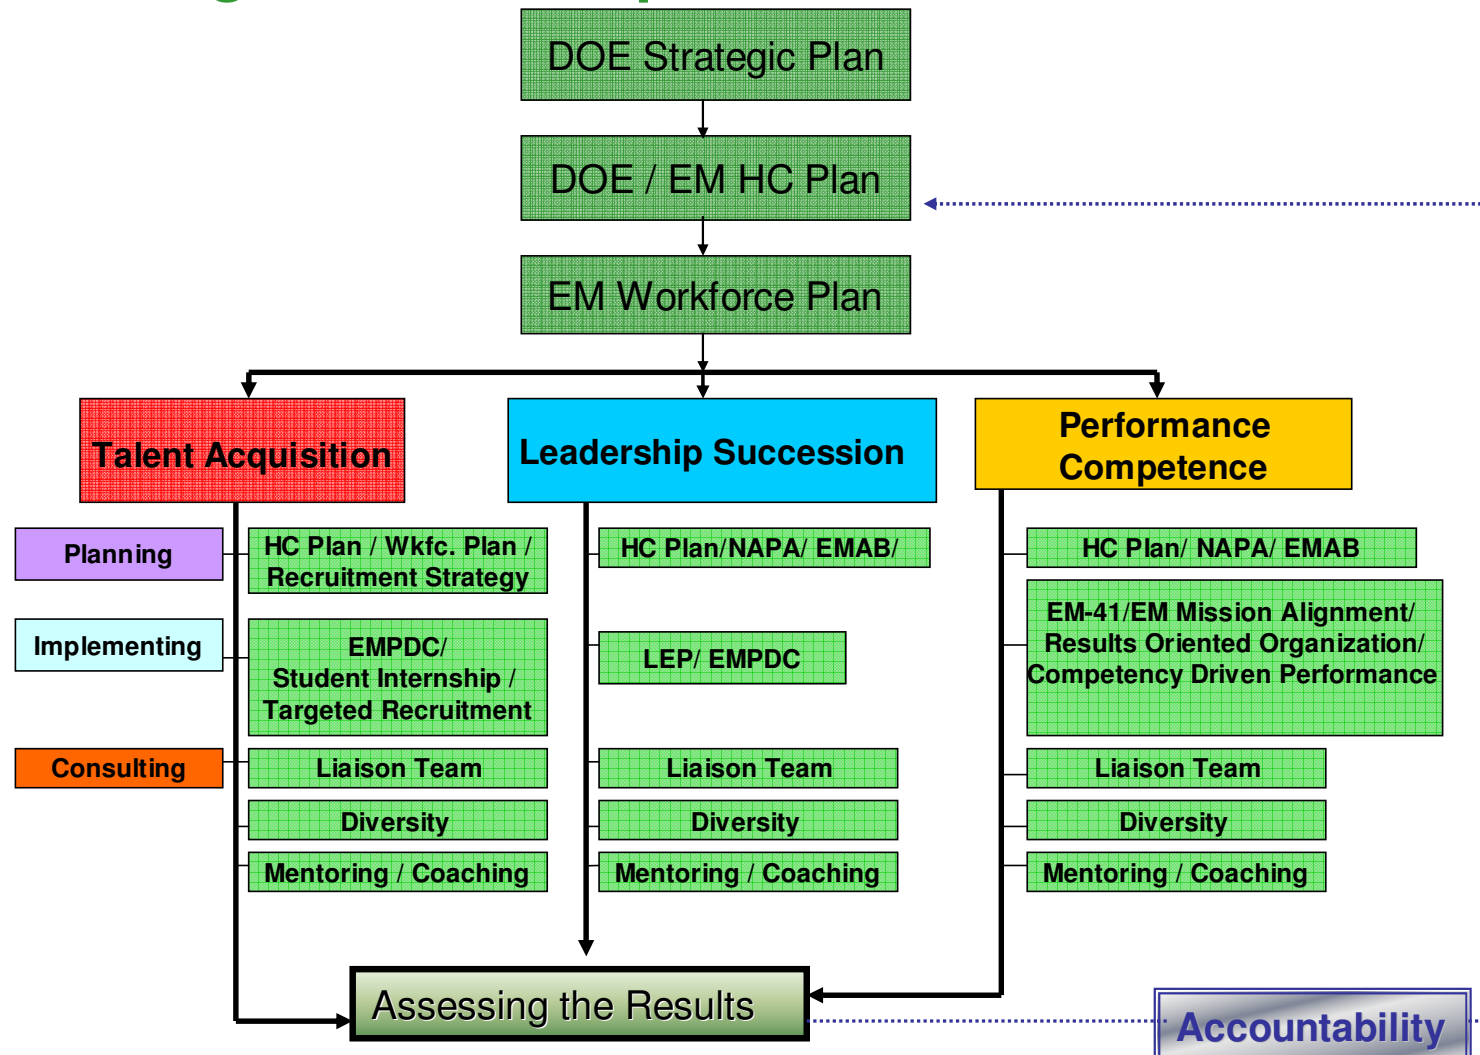 DOE Strategic Plan
DOE / EM HC Plan
EM Workforce Plan
Talent Acquisition
Leadership Succession
Performance
Competence
Planning
HC Plan / Wkfc. Plan /
Recruitment Strategy
HC Plan/NAPA/ EMAB/
HC Plan/ NAPA/ EMAB
Implementing
EMPDC/
Student Internship /
Targeted Recruitment
LEP/ EMPDC
EM-41/EM Mission Alignment/
Results Oriented Organization/
Competency Driven Performance
Consulting
Liaison Team
Liaison Team
Liaison Team
Diversity
Diversity
Diversity
Mentoring / Coaching
Mentoring / Coaching
Mentoring / Coaching
Assessing the Results
Accountability